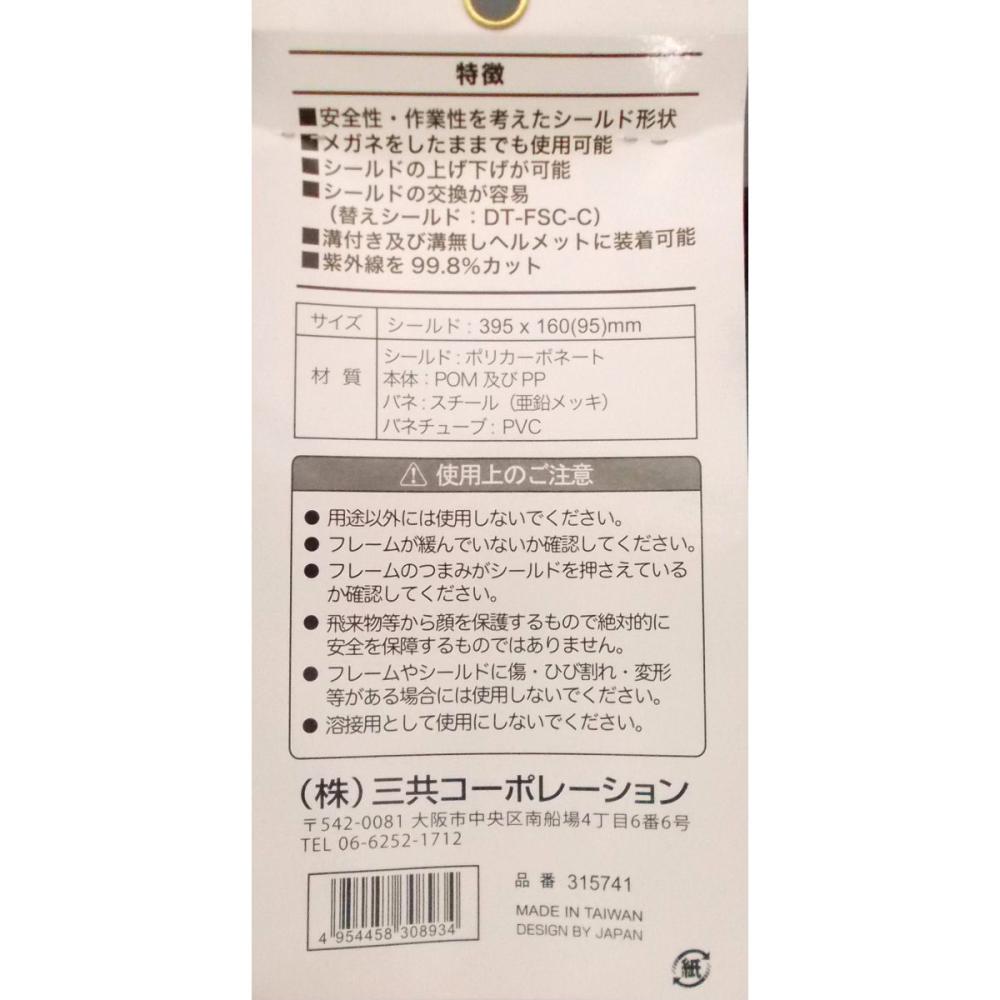 特徴
■安全性・作業性を考えたシールド形状
■メガネをしたままでも使用可能
■シールドの上げ下げが可能
■シールドの交換が容易
（替えシールド：DT-FSC-C）
■溝付き及び溝無しヘルメットに装着可能
■紫外線を 99.8%カット
サイズ シールド : 395 x 160(95)mm
材 質 シールド : ポリカーボネート
本体 : POM 及び PP
バネ : スチール（亜鉛メッキ）
バネチューブ : PVC
⚠ 使用上のご注意
● 用途以外には使用しないでください。
● フレームが緩んでいないか確認してください。
● フレームのつまみがシールドを押さえている
か確認してください。
● 飛来物等から顔を保護するもので絶対的に
安全を保障するものではありません。
● フレームやシールドに傷・ひび割れ・変形
等がある場合には使用しないでください。
● 溶接用として使用にしないでください。
（株）三共コーポレーション
〒542-0081 大阪市中央区南船場4丁目6番6号
TEL 06-6252-1712
品 番 315741
MADE IN TAIWAN
DESIGN BY JAPAN
4 954458 308934
紙